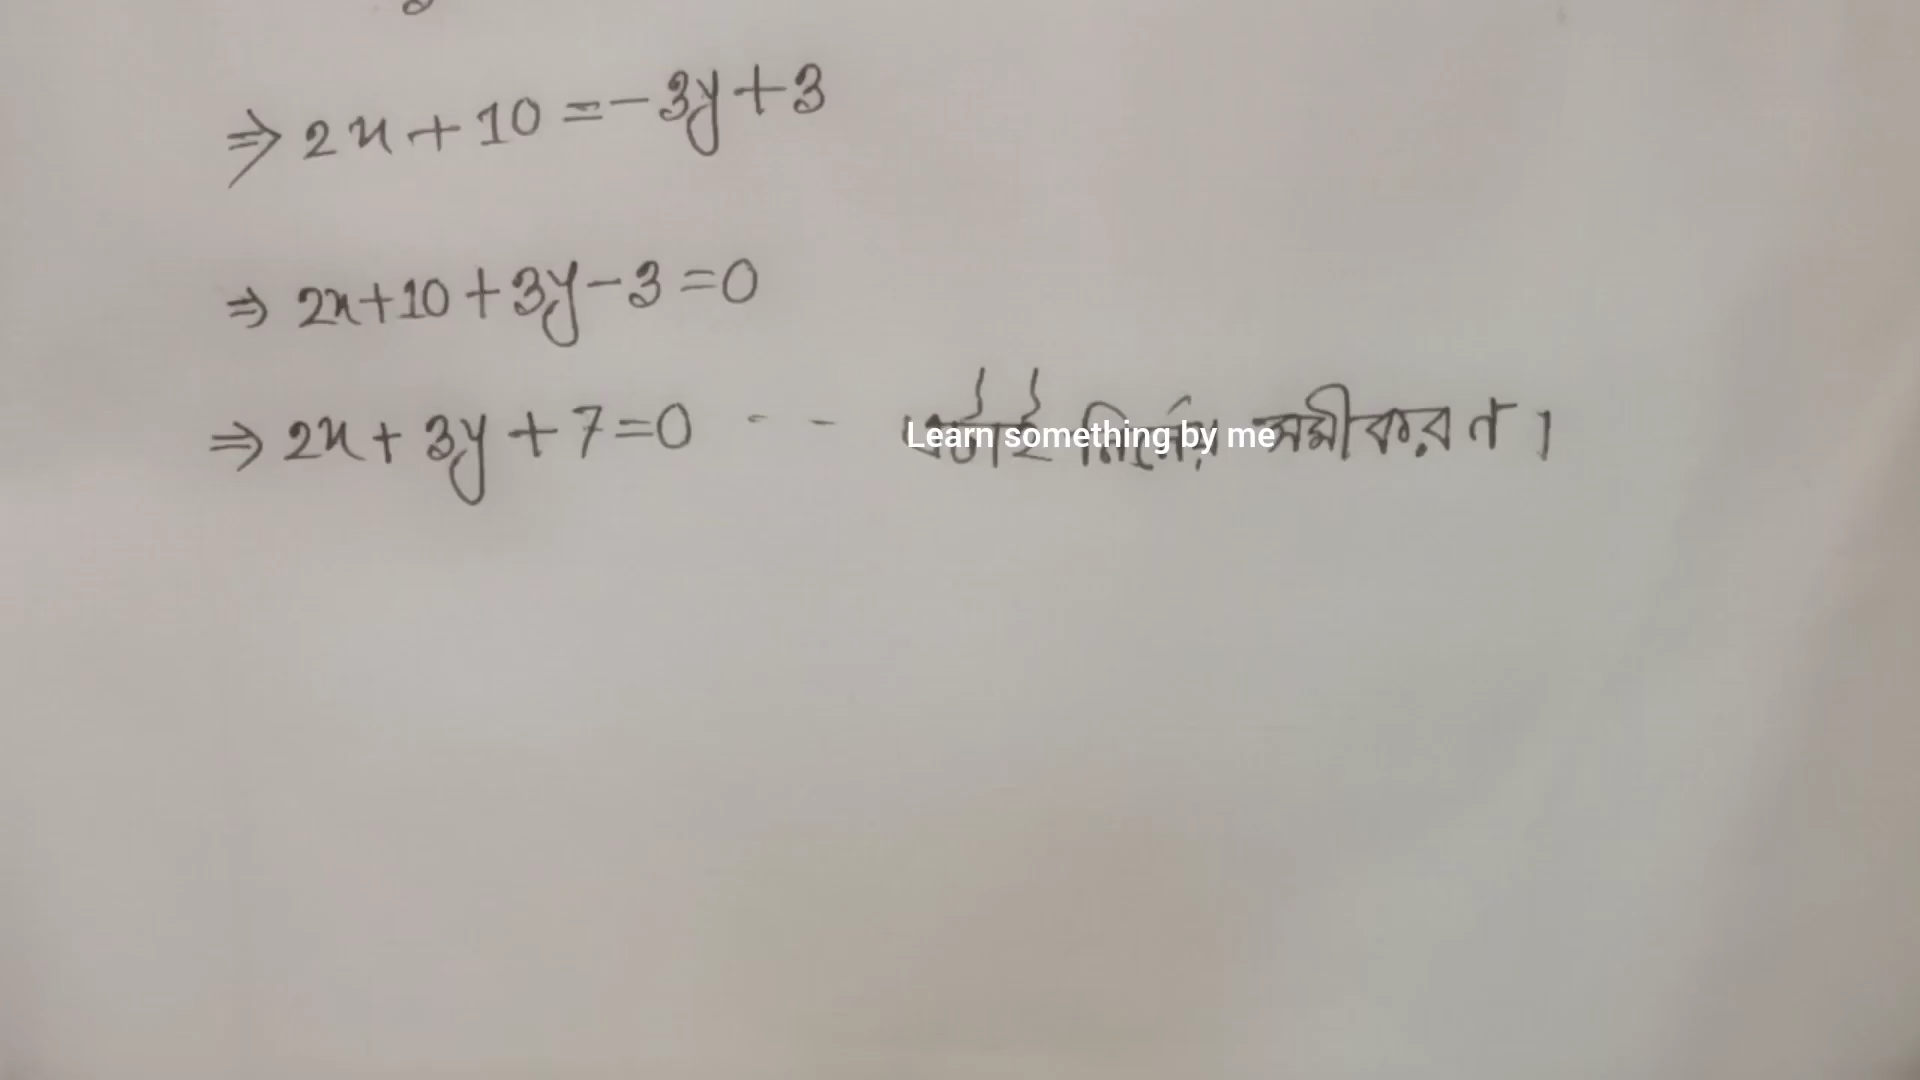 ⇒ 2x + 10 = -3y + 3
⇒ 2x + 10 + 3y - 3 = 0
⇒ 2x + 3y + 7 = 0 - - এটাই নির্ণেয় সমীকরণ।
Learn something by me